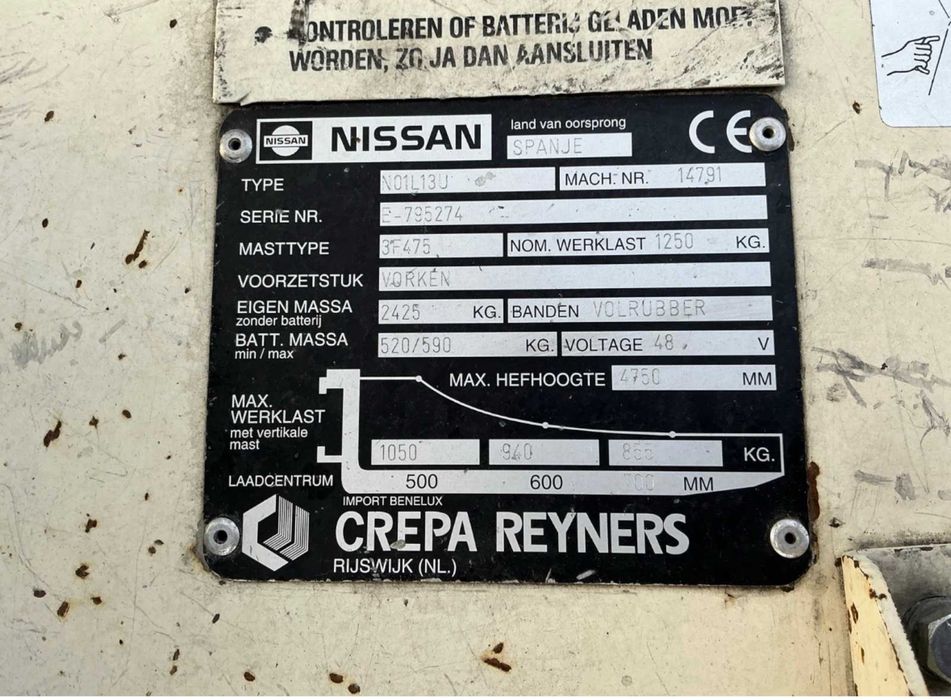 • CONTROLEREN OF BATTERIJ GELADEN MOET
WORDEN, ZO JA DAN AANSLUITEN
NISSAN NISSAN land van oorsprong SPANJE CE
TYPE N01L13U MACH. NR. 14791
SERIE NR. E-795274
MASTTYPE 3F475 NOM. WERKLAST 1250 KG.
VOORZETSTUK VORKEN
EIGEN MASSA zonder batterij 2425 KG. BANDEN VOLRUBBER
BATT. MASSA min / max 520/590 KG. VOLTAGE 48 V
MAX. HEFHOOGTE 4750 MM
MAX.
WERKLAST
met vertikale
mast
1050 940 KG.
LAADCENTRUM 500 600 MM
IMPORT BENELUX
CREPA REYNERS
RIJSWIJK (NL.)